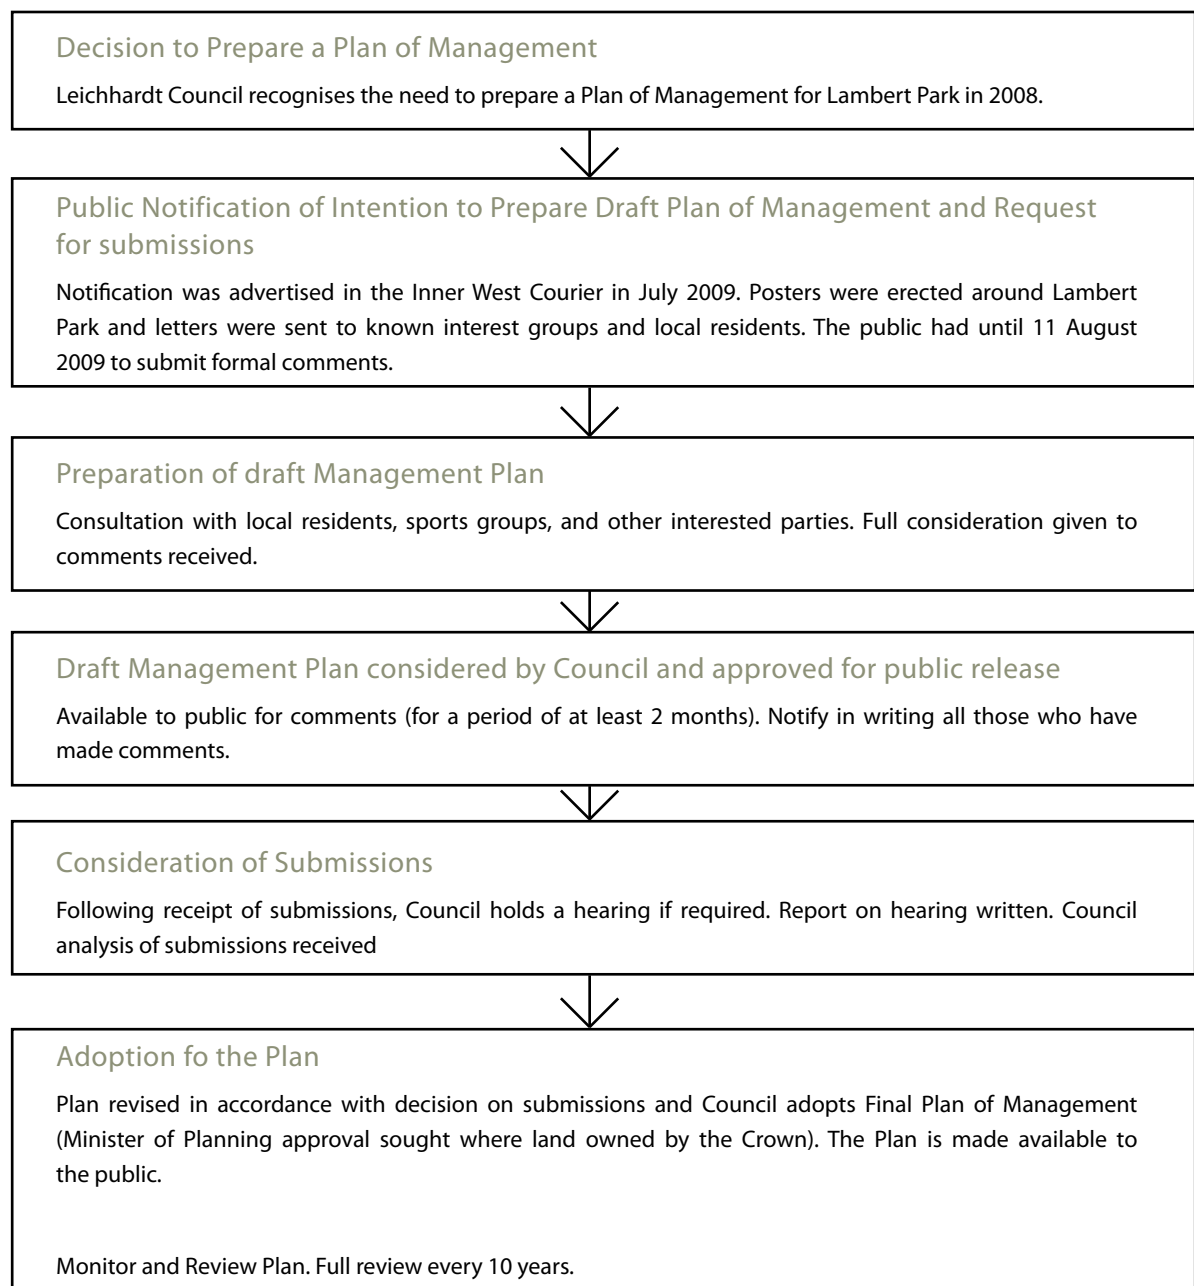 Decision to Prepare a Plan of Management
Leichhardt Council recognises the need to prepare a Plan of Management for Lambert Park in 2008.
Public Notification of Intention to Prepare Draft Plan of Management and Request
for submissions
Notification was advertised in the Inner West Courier in July 2009. Posters were erected around Lambert
Park and letters were sent to known interest groups and local residents. The public had until 11 August
2009 to submit formal comments.
Preparation of draft Management Plan
Consultation with local residents, sports groups, and other interested parties. Full consideration given to
comments received.
Draft Management Plan considered by Council and approved for public release
Available to public for comments (for a period of at least 2 months). Notify in writing all those who have
made comments.
Consideration of Submissions
Following receipt of submissions, Council holds a hearing if required. Report on hearing written. Council
analysis of submissions received
Adoption fo the Plan
Plan revised in accordance with decision on submissions and Council adopts Final Plan of Management
(Minister of Planning approval sought where land owned by the Crown). The Plan is made available to
the public.
Monitor and Review Plan. Full review every 10 years.